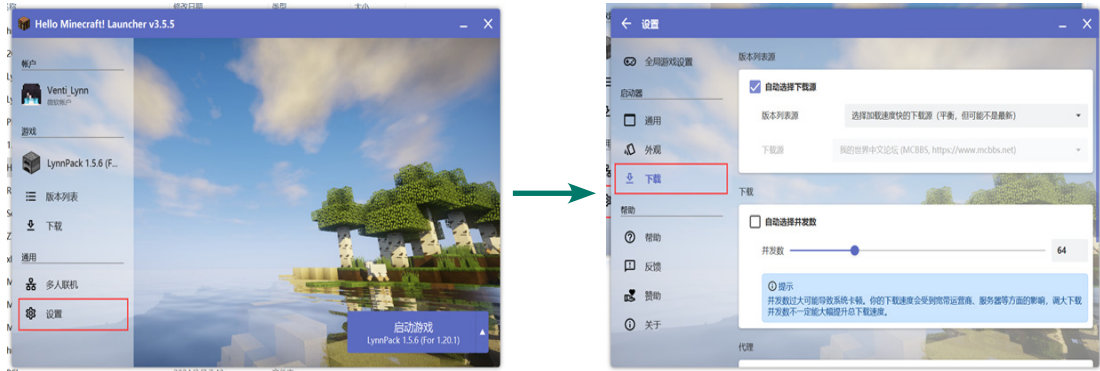 修改日期
类型
大小
Hello Minecraft! Launcher v3.5.5
帐户
Venti_Lynn
微软帐户
游戏
LynnPack 1.5.6 (F...
版本列表
下载
通用
多人联机
设置
启动游戏
LynnPack 1.5.6 (For 1.20.1)
设置
全局游戏设置
启动器
通用
外观
下载
帮助
帮助
反馈
赞助
关于
版本列表源
自动选择下载源
版本列表源
选择加载速度快的下载源（平衡，但可能不是最新）
下载源
我的世界中文论坛 (MCBBS, https://www.mcbbs.net)
下载
自动选择并发数
并发数
64
提示
并发数过大可能导致系统卡顿。你的下载速度会受到宽带运营商、服务器等方面的影响，调大下载
并发数不一定能大幅提升总下载速度。
代理